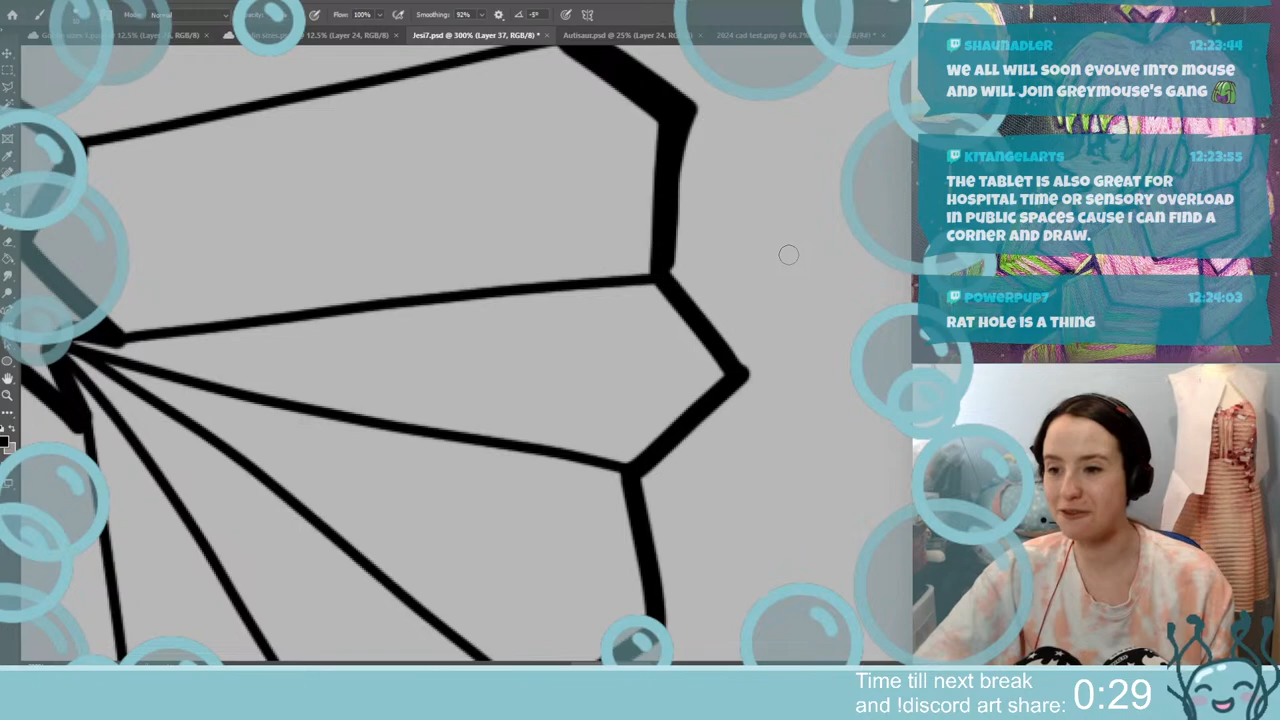 Mode: Normal Flow: 100% Smoothing: 92% -5°
Jesi7.psd @ 300% (Layer 37, RGB/8) * Autisaur.psd @ 25% (Layer 24, RGB/8)
SHAUNADLER 12:23:44
WE ALL WILL SOON EVOLVE INTO MOUSE
AND WILL JOIN GREYMOUSE'S GANG
KITANGELARTS 12:23:55
THE TABLET IS ALSO GREAT FOR
HOSPITAL TIME OR SENSORY OVERLOAD
IN PUBLIC SPACES CAUSE I CAN FIND A
CORNER AND DRAW.
POWERPUP7 12:24:03
RAT HOLE IS A THING
Time till next break
and !discord art share: 0:29